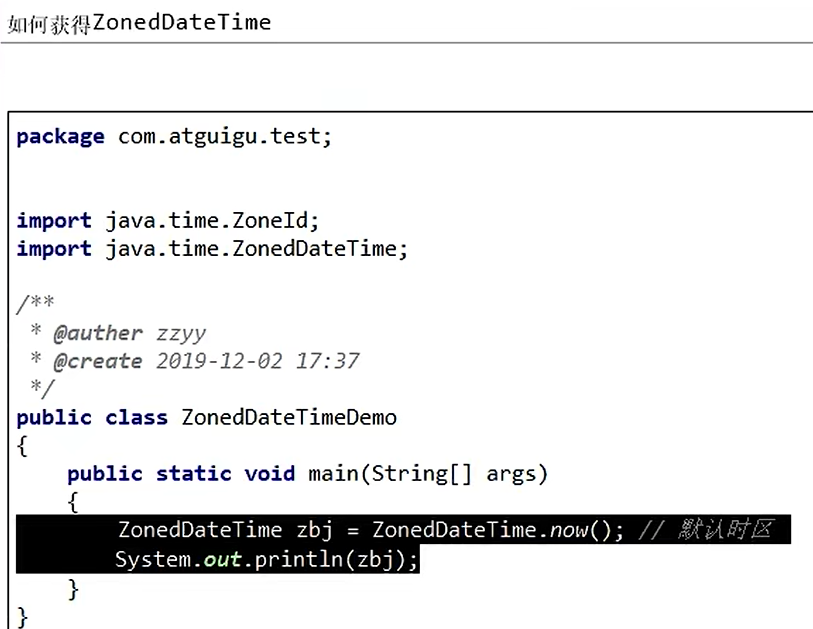 如何获得ZonedDateTime
package com.atguigu.test;
import java.time.ZoneId;
import java.time.ZonedDateTime;
/**
 * @auther zzyy
 * @create 2019-12-02 17:37
 */
public class ZonedDateTimeDemo
{
    public static void main(String[] args)
    {
        ZonedDateTime zbj = ZonedDateTime.now(); // 默认时区
        System.out.println(zbj);
    }
}